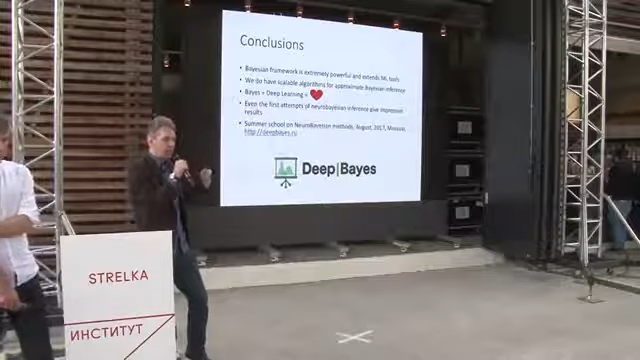 Conclusions
• Bayesian framework is extremely powerful and extends ML tools
• We do have scalable algorithms for approximate Bayesian inference
• Bayes + Deep Learning =
• Even the first attempts of neurobayesian inference give impressive
results
• Summer school on NeuroBayesian methods, August, 2017, Moscow,
http://deepbayes.ru
Deep|Bayes
STRELKA
ИНСТИТУТ